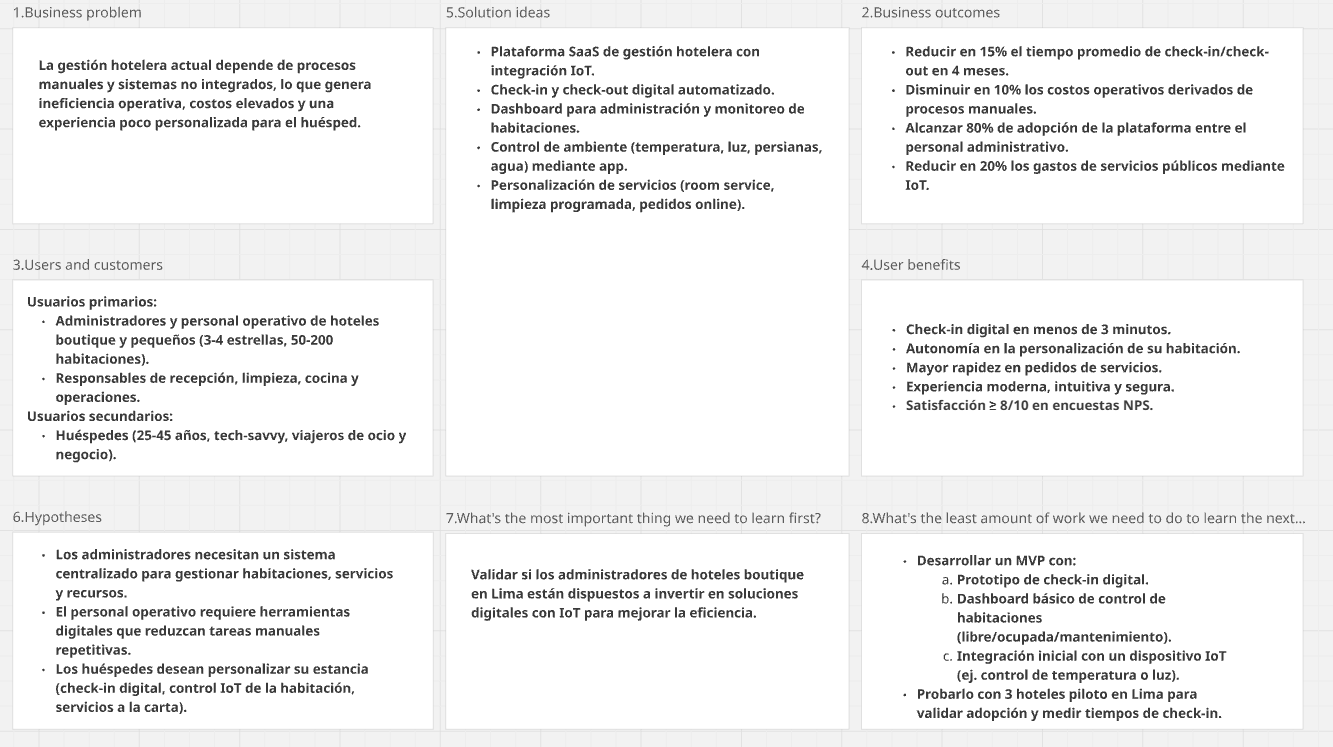 1.Business problem
La gestión hotelera actual depende de procesos
manuales y sistemas no integrados, lo que genera
ineficiencia operativa, costos elevados y una
experiencia poco personalizada para el huésped.
5.Solution ideas
· Plataforma SaaS de gestión hotelera con
integración IoT.
· Check-in y check-out digital automatizado.
· Dashboard para administración y monitoreo de
habitaciones.
· Control de ambiente (temperatura, luz, persianas,
agua) mediante app.
· Personalización de servicios (room service,
limpieza programada, pedidos online).
2.Business outcomes
· Reducir en 15% el tiempo promedio de check-in/check-
out en 4 meses.
· Disminuir en 10% los costos operativos derivados de
procesos manuales.
· Alcanzar 80% de adopción de la plataforma entre el
personal administrativo.
· Reducir en 20% los gastos de servicios públicos mediante
IoT.
3.Users and customers
Usuarios primarios:
· Administradores y personal operativo de hoteles
boutique y pequeños (3-4 estrellas, 50-200
habitaciones).
· Responsables de recepción, limpieza, cocina y
operaciones.
Usuarios secundarios:
· Huéspedes (25-45 años, tech-savvy, viajeros de ocio y
negocio).
4.User benefits
· Check-in digital en menos de 3 minutos.
· Autonomía en la personalización de su habitación.
· Mayor rapidez en pedidos de servicios.
· Experiencia moderna, intuitiva y segura.
· Satisfacción ≥ 8/10 en encuestas NPS.
6.Hypotheses
· Los administradores necesitan un sistema
centralizado para gestionar habitaciones, servicios
y recursos.
· El personal operativo requiere herramientas
digitales que reduzcan tareas manuales
repetitivas.
· Los huéspedes desean personalizar su estancia
(check-in digital, control IoT de la habitación,
servicios a la carta).
7.What's the most important thing we need to learn first?
Validar si los administradores de hoteles boutique
en Lima están dispuestos a invertir en soluciones
digitales con IoT para mejorar la eficiencia.
8.What's the least amount of work we need to do to learn the next...
· Desarrollar un MVP con:
a. Prototipo de check-in digital.
b. Dashboard básico de control de
habitaciones
(libre/ocupada/mantenimiento).
c. Integración inicial con un dispositivo IoT
(ej. control de temperatura o luz).
· Probarlo con 3 hoteles piloto en Lima para
validar adopción y medir tiempos de check-in.